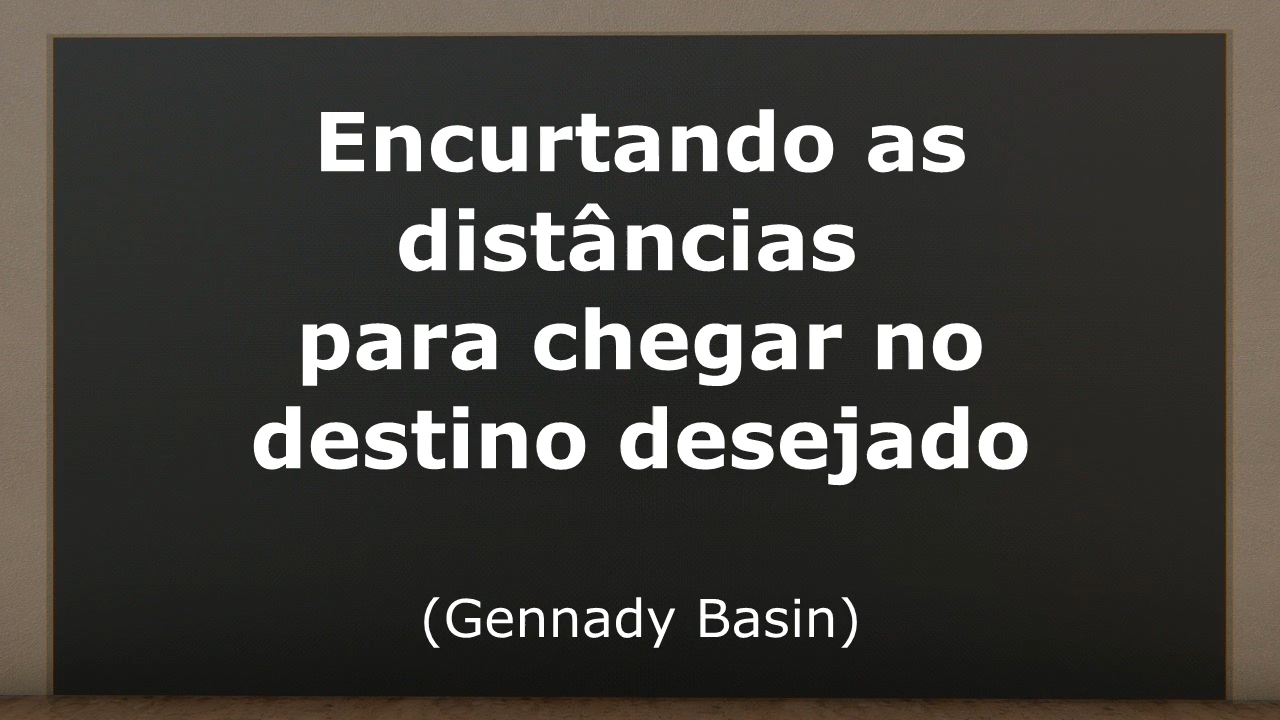 Encurtando as
distâncias
para chegar no
destino desejado
(Gennady Basin)